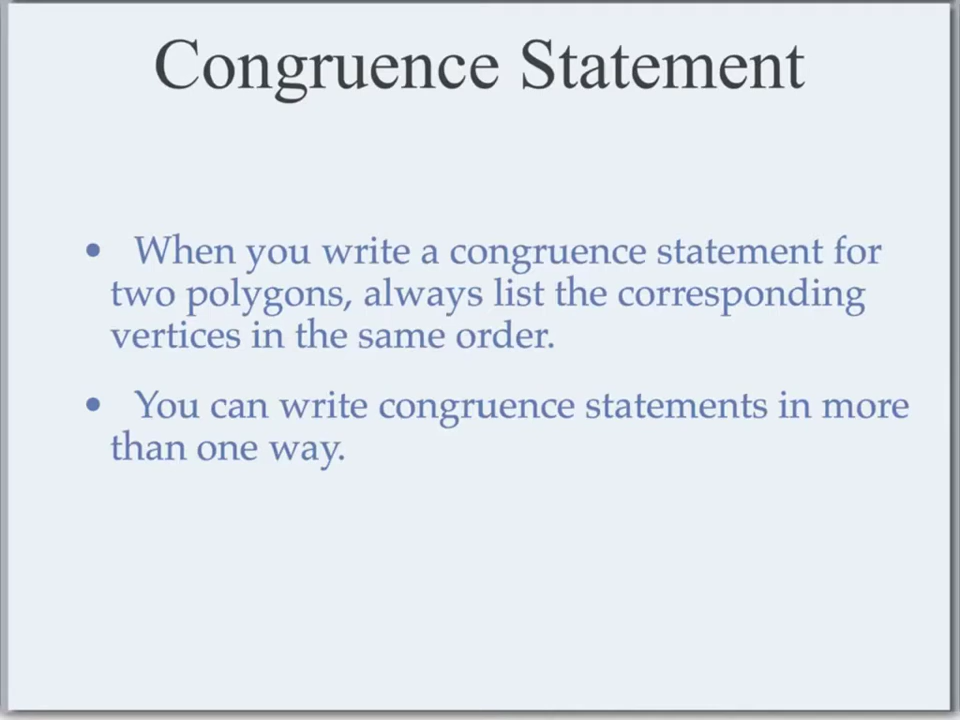 Congruence Statement
• When you write a congruence statement for
two polygons, always list the corresponding
vertices in the same order.
• You can write congruence statements in more
than one way.